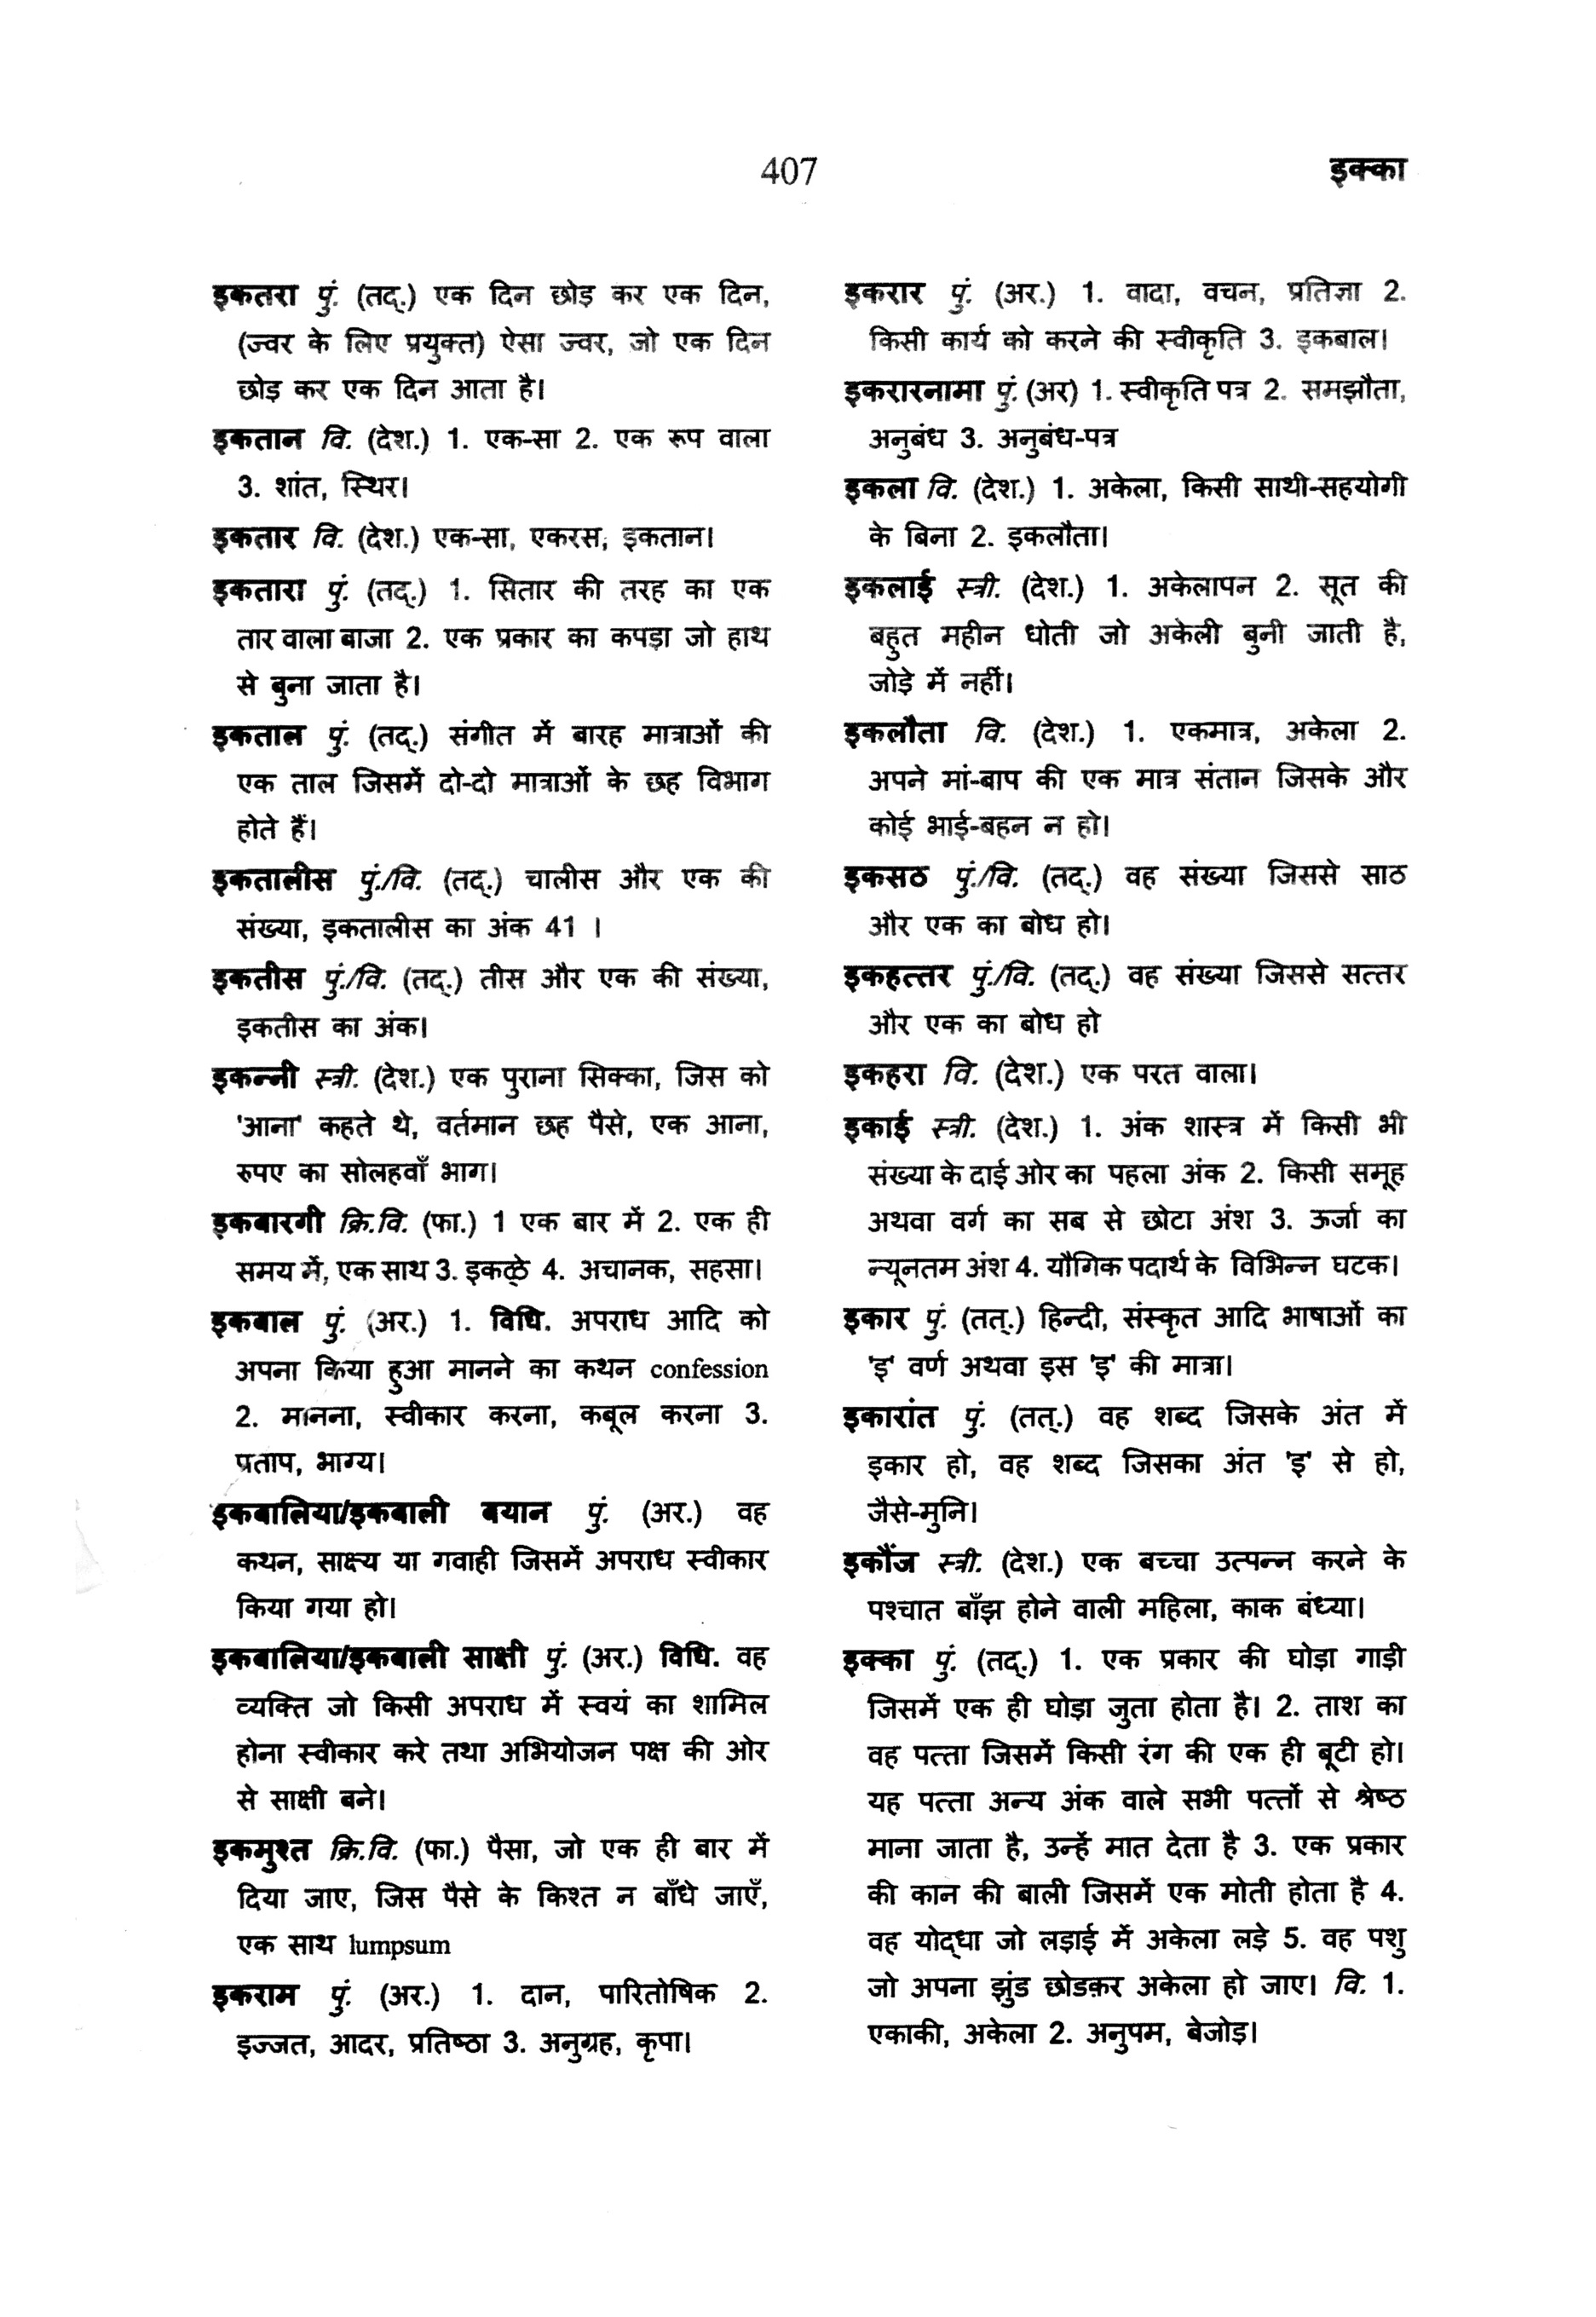 407
इक्का
इकतरा पुं. (तद्.) एक दिन छोड़ कर एक दिन,
(ज्वर के लिए प्रयुक्त) ऐसा ज्वर, जो एक दिन
छोड़ कर एक दिन आता है।
इकतान वि. (देश.) 1. एक-सा 2. एक रूप वाला
3. शांत, स्थिर।
इकतार वि. (देश.) एक-सा, एकरस, इकतान।
इकतारा पुं. (तद्.) 1. सितार की तरह का एक
तार वाला बाजा 2. एक प्रकार का कपड़ा जो हाथ
से बुना जाता है।
इकताल पुं. (तद्.) संगीत में बारह मात्राओं की
एक ताल जिसमें दो-दो मात्राओं के छह विभाग
होते हैं।
इकतालीस पुं./वि. (तद्.) चालीस और एक की
संख्या, इकतालीस का अंक 41 ।
इकतीस पुं./वि. (तद्.) तीस और एक की संख्या,
इकतीस का अंक।
इकन्नी स्त्री. (देश.) एक पुराना सिक्का, जिस को
'आना' कहते थे, वर्तमान छह पैसे, एक आना,
रुपए का सोलहवाँ भाग।
इकबारगी क्रि.वि. (फा.) 1 एक बार में 2. एक ही
समय में, एक साथ 3. इकट्ठे 4. अचानक, सहसा।
इकबाल पुं. (अर.) 1. विधि. अपराध आदि को
अपना किया हुआ मानने का कथन confession
2. मानना, स्वीकार करना, कबूल करना 3.
प्रताप, भाग्य।
इकबालिया/इकबाली बयान पुं. (अर.) वह
कथन, साक्ष्य या गवाही जिसमें अपराध स्वीकार
किया गया हो।
इकबालिया/इकबाली साक्षी पुं. (अर.) विधि. वह
व्यक्ति जो किसी अपराध में स्वयं का शामिल
होना स्वीकार करे तथा अभियोजन पक्ष की ओर
से साक्षी बने।
इकमुश्त क्रि.वि. (फा.) पैसा, जो एक ही बार में
दिया जाए, जिस पैसे के किश्त न बाँधे जाएँ,
एक साथ lumpsum
इकराम पुं. (अर.) 1. दान, पारितोषिक 2.
इज्जत, आदर, प्रतिष्ठा 3. अनुग्रह, कृपा।
इकरार पुं. (अर.) 1. वादा, वचन, प्रतिज्ञा 2.
किसी कार्य को करने की स्वीकृति 3. इकबाल।
इकरारनामा पुं. (अर) 1. स्वीकृति पत्र 2. समझौता,
अनुबंध 3. अनुबंध-पत्र
इकला वि. (देश.) 1. अकेला, किसी साथी-सहयोगी
के बिना 2. इकलौता।
इकलाई स्त्री. (देश.) 1. अकेलापन 2. सूत की
बहुत महीन धोती जो अकेली बुनी जाती है,
जोड़े में नहीं।
इकलौता वि. (देश.) 1. एकमात्र, अकेला 2.
अपने मां-बाप की एक मात्र संतान जिसके और
कोई भाई-बहन न हो।
इकसठ पुं./वि. (तद्.) वह संख्या जिससे साठ
और एक का बोध हो।
इकहत्तर पुं./वि. (तद्.) वह संख्या जिससे सत्तर
और एक का बोध हो
इकहरा वि. (देश.) एक परत वाला।
इकाई स्त्री. (देश.) 1. अंक शास्त्र में किसी भी
संख्या के दाई ओर का पहला अंक 2. किसी समूह
अथवा वर्ग का सब से छोटा अंश 3. ऊर्जा का
न्यूनतम अंश 4. यौगिक पदार्थ के विभिन्न घटक।
इकार पुं. (तत्.) हिन्दी, संस्कृत आदि भाषाओं का
'इ' वर्ण अथवा इस 'इ' की मात्रा।
इकारांत पुं. (तत्.) वह शब्द जिसके अंत में
इकार हो, वह शब्द जिसका अंत 'इ' से हो,
जैसे-मुनि।
इकौंज स्त्री. (देश.) एक बच्चा उत्पन्न करने के
पश्चात बाँझ होने वाली महिला, काक बंध्या।
इक्का पुं. (तद्.) 1. एक प्रकार की घोड़ा गाड़ी
जिसमें एक ही घोड़ा जुता होता है। 2. ताश का
वह पत्ता जिसमें किसी रंग की एक ही बूटी हो।
यह पत्ता अन्य अंक वाले सभी पत्तों से श्रेष्ठ
माना जाता है, उन्हें मात देता है 3. एक प्रकार
की कान की बाली जिसमें एक मोती होता है 4.
वह योद्धा जो लड़ाई में अकेला लड़े 5. वह पशु
जो अपना झुंड छोडक़र अकेला हो जाए। वि. 1.
एकाकी, अकेला 2. अनुपम, बेजोड़।